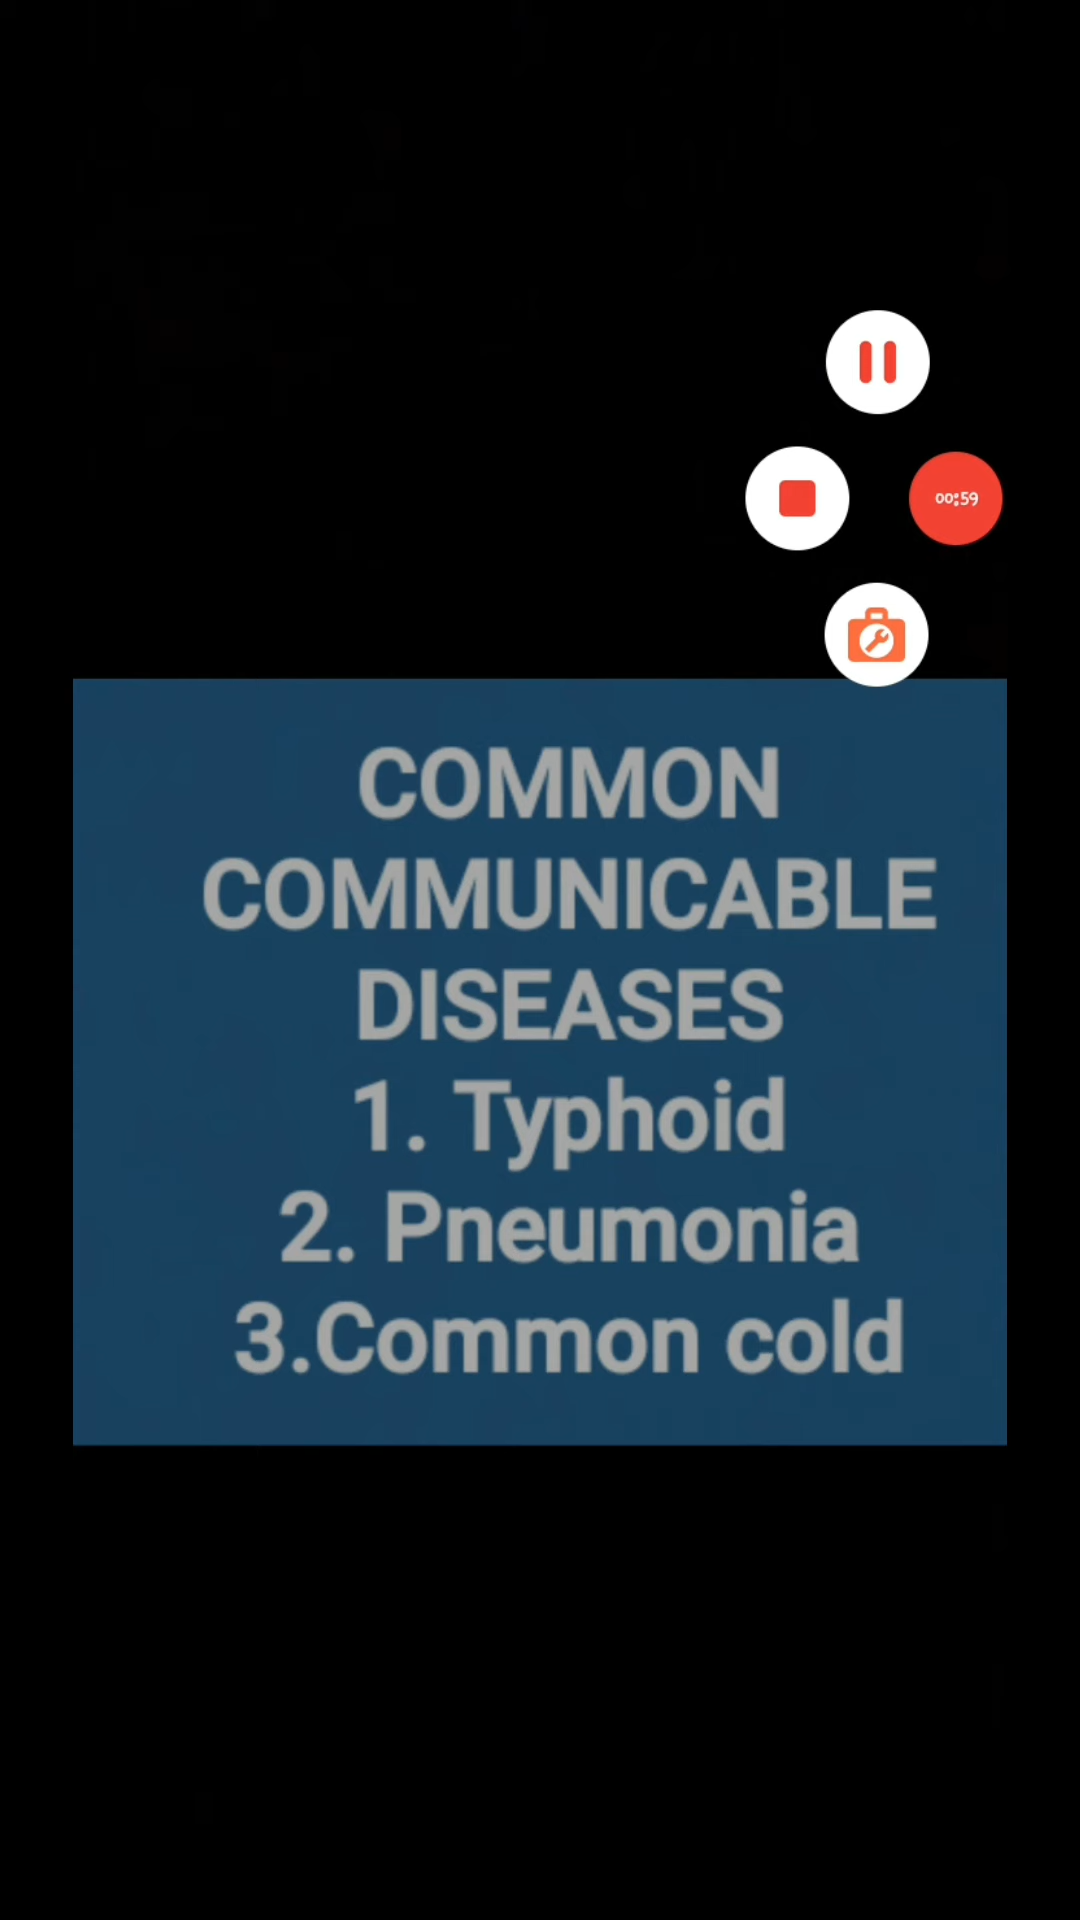 00:59
COMMON
COMMUNICABLE
DISEASES
1. Typhoid
2. Pneumonia
3.Common cold